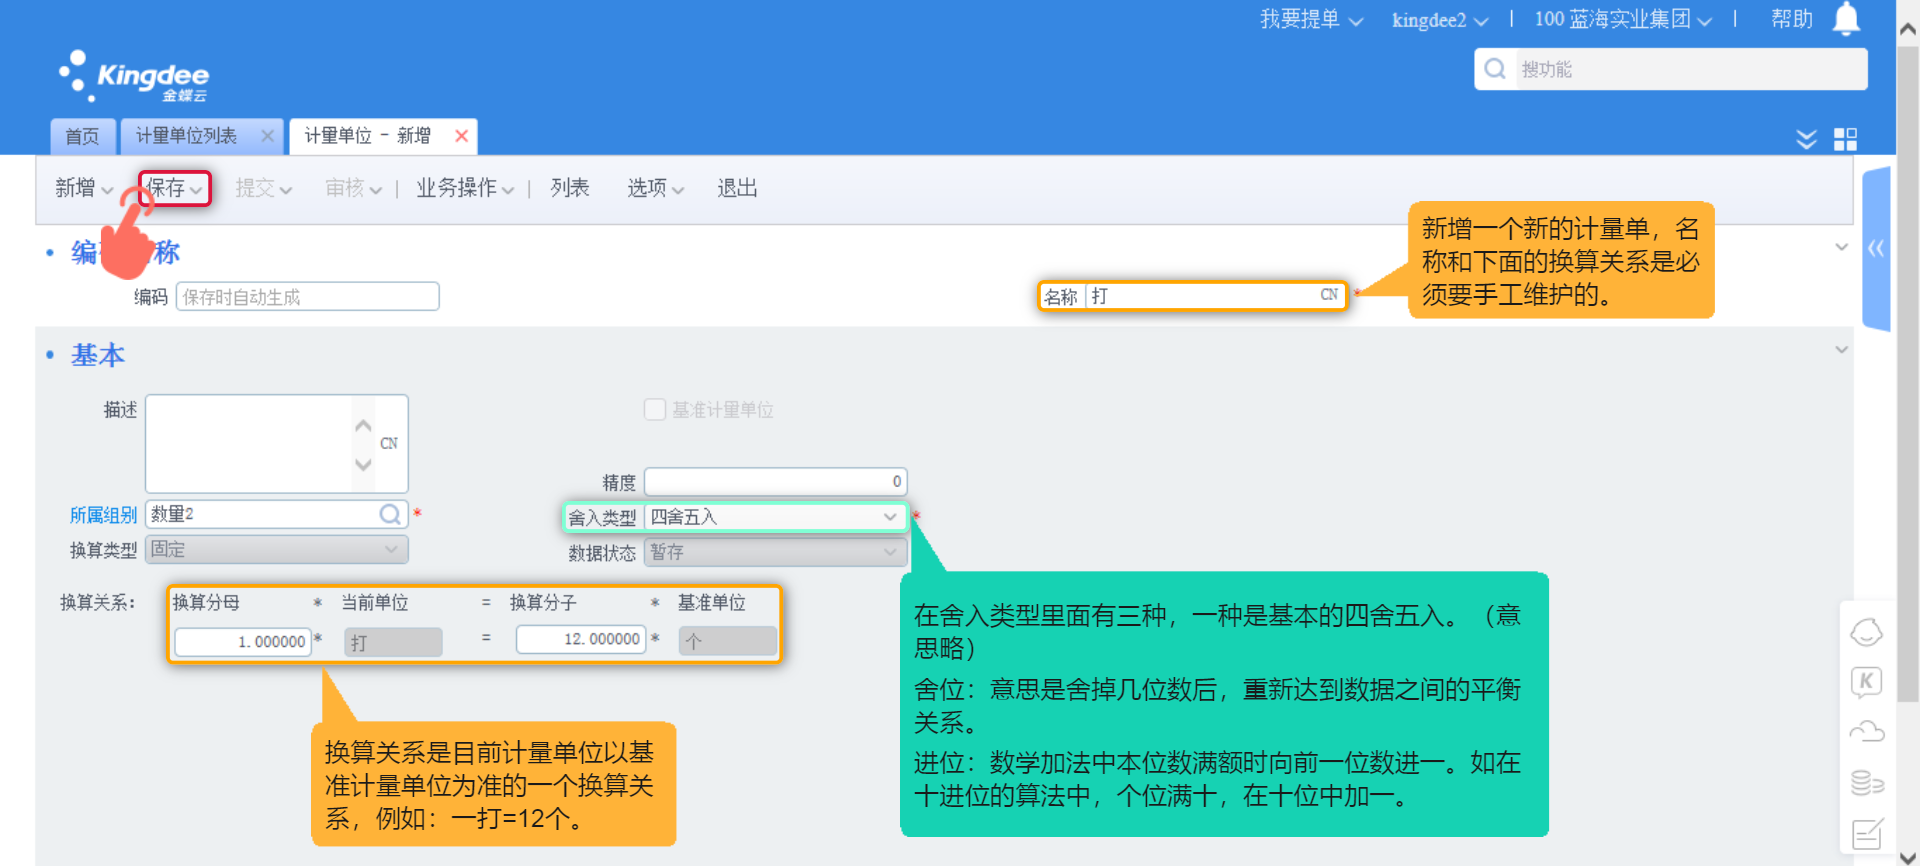 我要提单 kingdee2 | 100 蓝海实业集团 | 帮助
Kingdee
金蝶云
搜功能
首页 计量单位列表 计量单位 - 新增
新增 保存 提交 审核 | 业务操作 | 列表 选项 退出
编 称
编码 保存时自动生成
名称 打 CN *
新增一个新的计量单，名
称和下面的换算关系是必
须要手工维护的。
基本
描述 CN
基准计量单位
精度 0
所属组别 数量2 *
舍入类型 四舍五入 *
换算类型 固定
数据状态 暂存
换算关系: 换算分母 * 当前单位 = 换算分子 * 基准单位
1.000000 * 打 = 12.000000 * 个
在舍入类型里面有三种，一种是基本的四舍五入。（意
思略）
舍位：意思是舍掉几位数后，重新达到数据之间的平衡
关系。
进位：数学加法中本位数满额时向前一位数进一。如在
十进位的算法中，个位满十，在十位中加一。
换算关系是目前计量单位以基
准计量单位为准的一个换算关
系，例如：一打=12个。
K